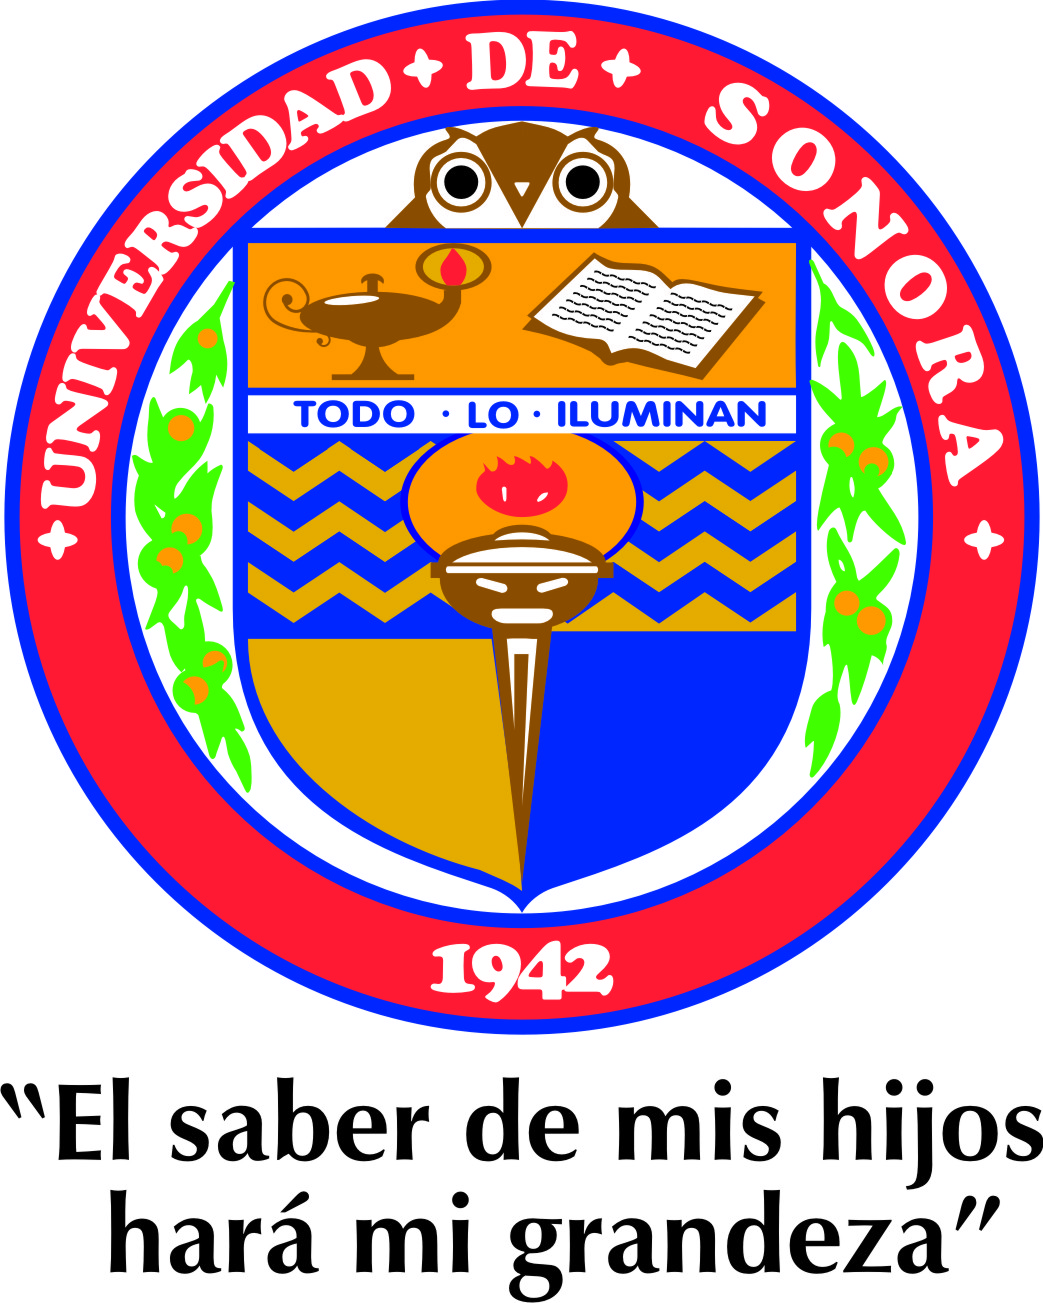 UNIVERSIDAD DE SONORA
TODO · LO · ILUMINAN
1942
“El saber de mis hijos
hará mi grandeza”